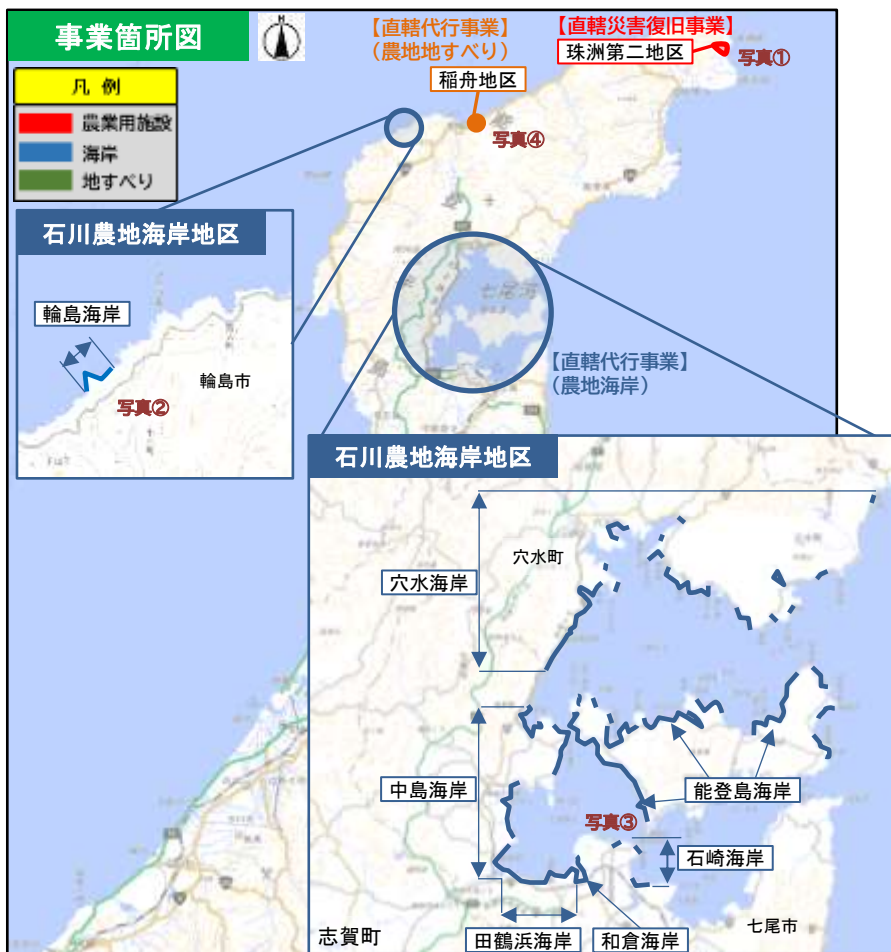 事業箇所図
【直轄代行事業】
(農地地すべり)
稲舟地区
写真④
【直轄災害復旧事業】
珠洲第二地区
写真①
凡 例
農業用施設
海岸
地すべり
石川農地海岸地区
輪島海岸
輪島市
写真②
七尾湾
【直轄代行事業】
(農地海岸)
石川農地海岸地区
穴水町
穴水海岸
中島海岸
能登島海岸
写真③
石崎海岸
志賀町
田鶴浜海岸
和倉海岸
七尾市